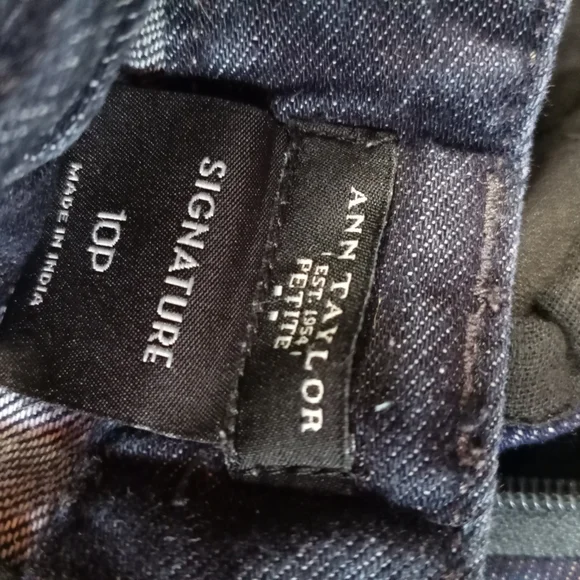 ANN TAYLOR
EST. 1954
PETITE
SIGNATURE
10P
MADE IN INDIA